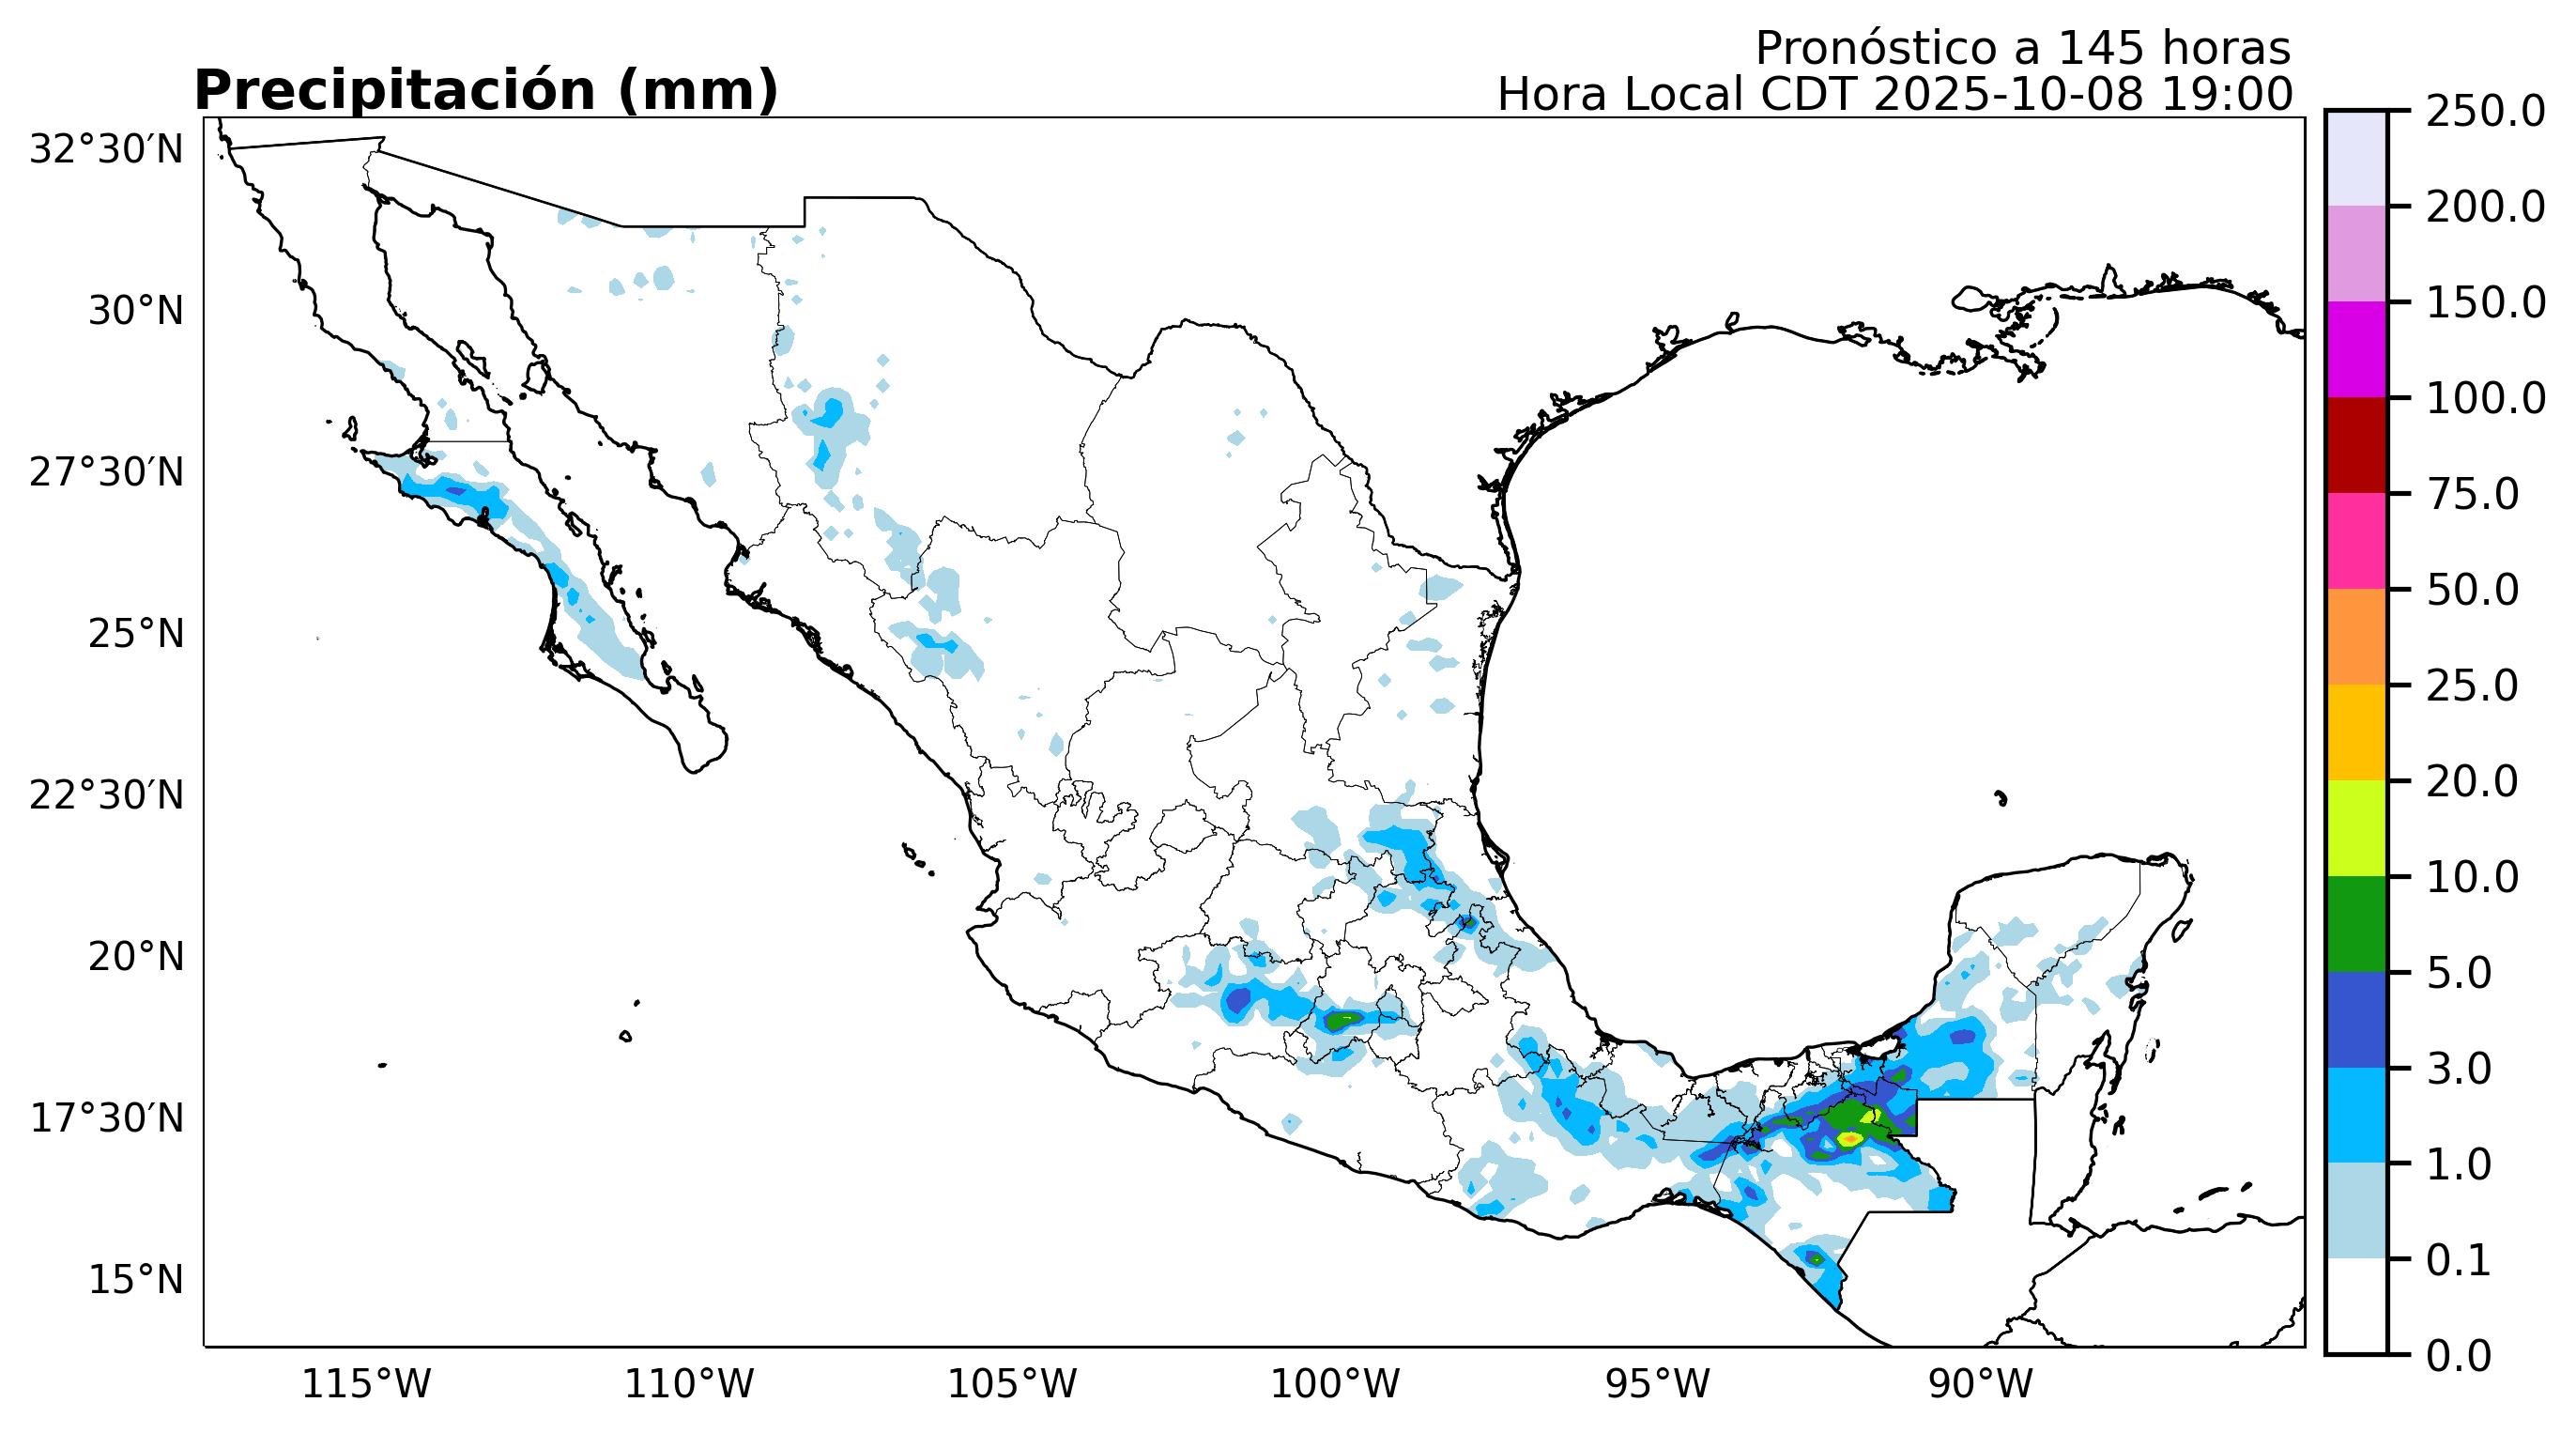 Pronóstico a 145 horas
Precipitación (mm)
Hora Local CDT 2025-10-08 19:00
32°30′N
30°N
27°30′N
25°N
22°30′N
20°N
17°30′N
15°N
115°W
110°W
105°W
100°W
95°W
90°W
250.0
200.0
150.0
100.0
75.0
50.0
25.0
20.0
10.0
5.0
3.0
1.0
0.1
0.0